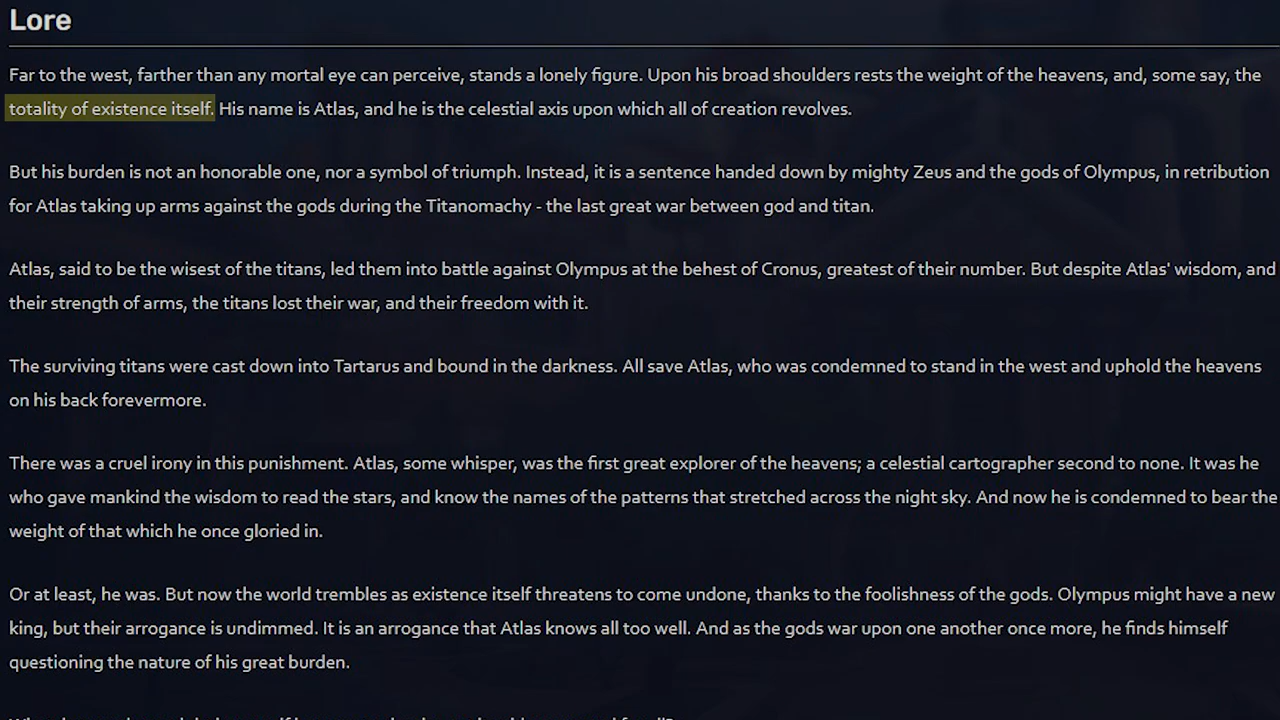 Lore
Far to the west, farther than any mortal eye can perceive, stands a lonely figure. Upon his broad shoulders rests the weight of the heavens, and, some say, the
totality of existence itself. His name is Atlas, and he is the celestial axis upon which all of creation revolves.
But his burden is not an honorable one, nor a symbol of triumph. Instead, it is a sentence handed down by mighty Zeus and the gods of Olympus, in retribution
for Atlas taking up arms against the gods during the Titanomachy - the last great war between god and titan.
Atlas, said to be the wisest of the titans, led them into battle against Olympus at the behest of Cronus, greatest of their number. But despite Atlas' wisdom, and
their strength of arms, the titans lost their war, and their freedom with it.
The surviving titans were cast down into Tartarus and bound in the darkness. All save Atlas, who was condemned to stand in the west and uphold the heavens
on his back forevermore.
There was a cruel irony in this punishment. Atlas, some whisper, was the first great explorer of the heavens; a celestial cartographer second to none. It was he
who gave mankind the wisdom to read the stars, and know the names of the patterns that stretched across the night sky. And now he is condemned to bear the
weight of that which he once gloried in.
Or at least, he was. But now the world trembles as existence itself threatens to come undone, thanks to the foolishness of the gods. Olympus might have a new
king, but their arrogance is undimmed. It is an arrogance that Atlas knows all too well. And as the gods war upon one another once more, he finds himself
questioning the nature of his great burden.